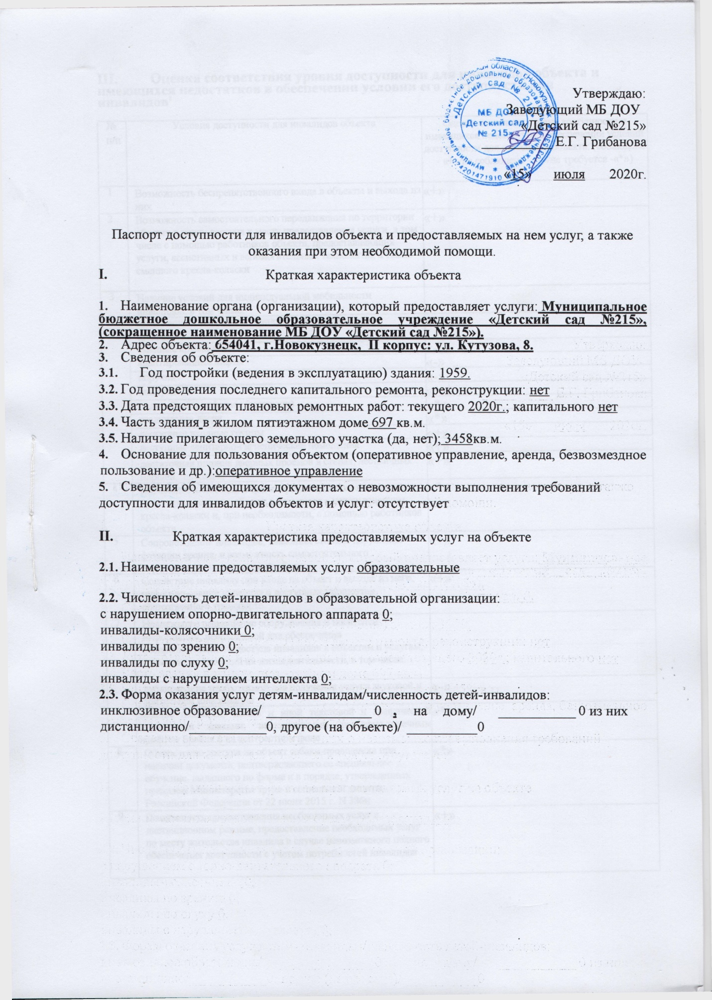 Утверждаю:
Заведующий МБ ДОУ
«Детский сад №215»
__________ Е.Г. Грибанова
«15» июля 2020г.
МБ ДОУ
«Детский сад
№ 215»
Паспорт доступности для инвалидов объекта и предоставляемых на нем услуг, а также
оказания при этом необходимой помощи.
I. Краткая характеристика объекта
1. Наименование органа (организации), который предоставляет услуги: Муниципальное
бюджетное дошкольное образовательное учреждение «Детский сад №215»,
(сокращенное наименование МБ ДОУ «Детский сад №215»).
2. Адрес объекта: 654041, г.Новокузнецк, II корпус: ул. Кутузова, 8.
3. Сведения об объекте:
3.1. Год постройки (ведения в эксплуатацию) здания: 1959.
3.2. Год проведения последнего капитального ремонта, реконструкции: нет
3.3. Дата предстоящих плановых ремонтных работ: текущего 2020г.; капитального нет
3.4. Часть здания в жилом пятиэтажном доме 697 кв.м.
3.5. Наличие прилегающего земельного участка (да, нет); 3458кв.м.
4. Основание для пользования объектом (оперативное управление, аренда, безвозмездное
пользование и др.):оперативное управление
5. Сведения об имеющихся документах о невозможности выполнения требований
доступности для инвалидов объектов и услуг: отсутствует
II. Краткая характеристика предоставляемых услуг на объекте
2.1. Наименование предоставляемых услуг образовательные
2.2. Численность детей-инвалидов в образовательной организации:
с нарушением опорно-двигательного аппарата 0;
инвалиды-колясочники 0;
инвалиды по зрению 0;
инвалиды по слуху 0;
инвалиды с нарушением интеллекта 0;
2.3. Форма оказания услуг детям-инвалидам/численность детей-инвалидов:
инклюзивное образование/ _______________ 0 , на дому/ ___________ 0 из них
дистанционно/___________0, другое (на объекте)/ __________0